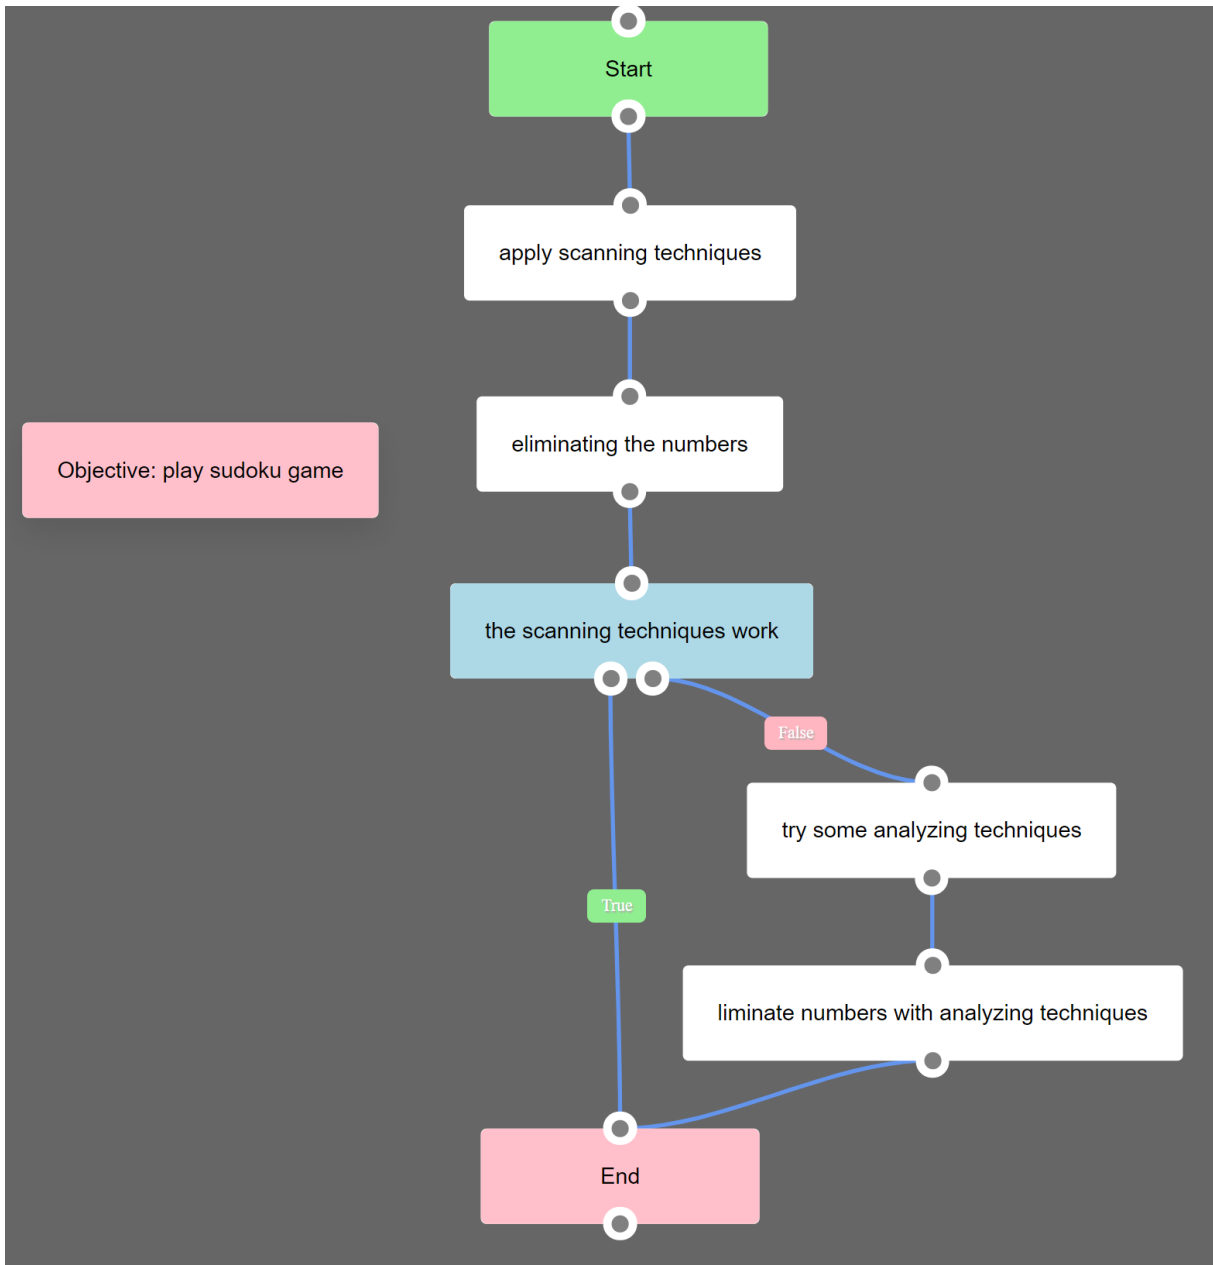 Start
apply scanning techniques
eliminating the numbers
Objective: play sudoku game
the scanning techniques work
False
try some analyzing techniques
True
liminate numbers with analyzing techniques
End